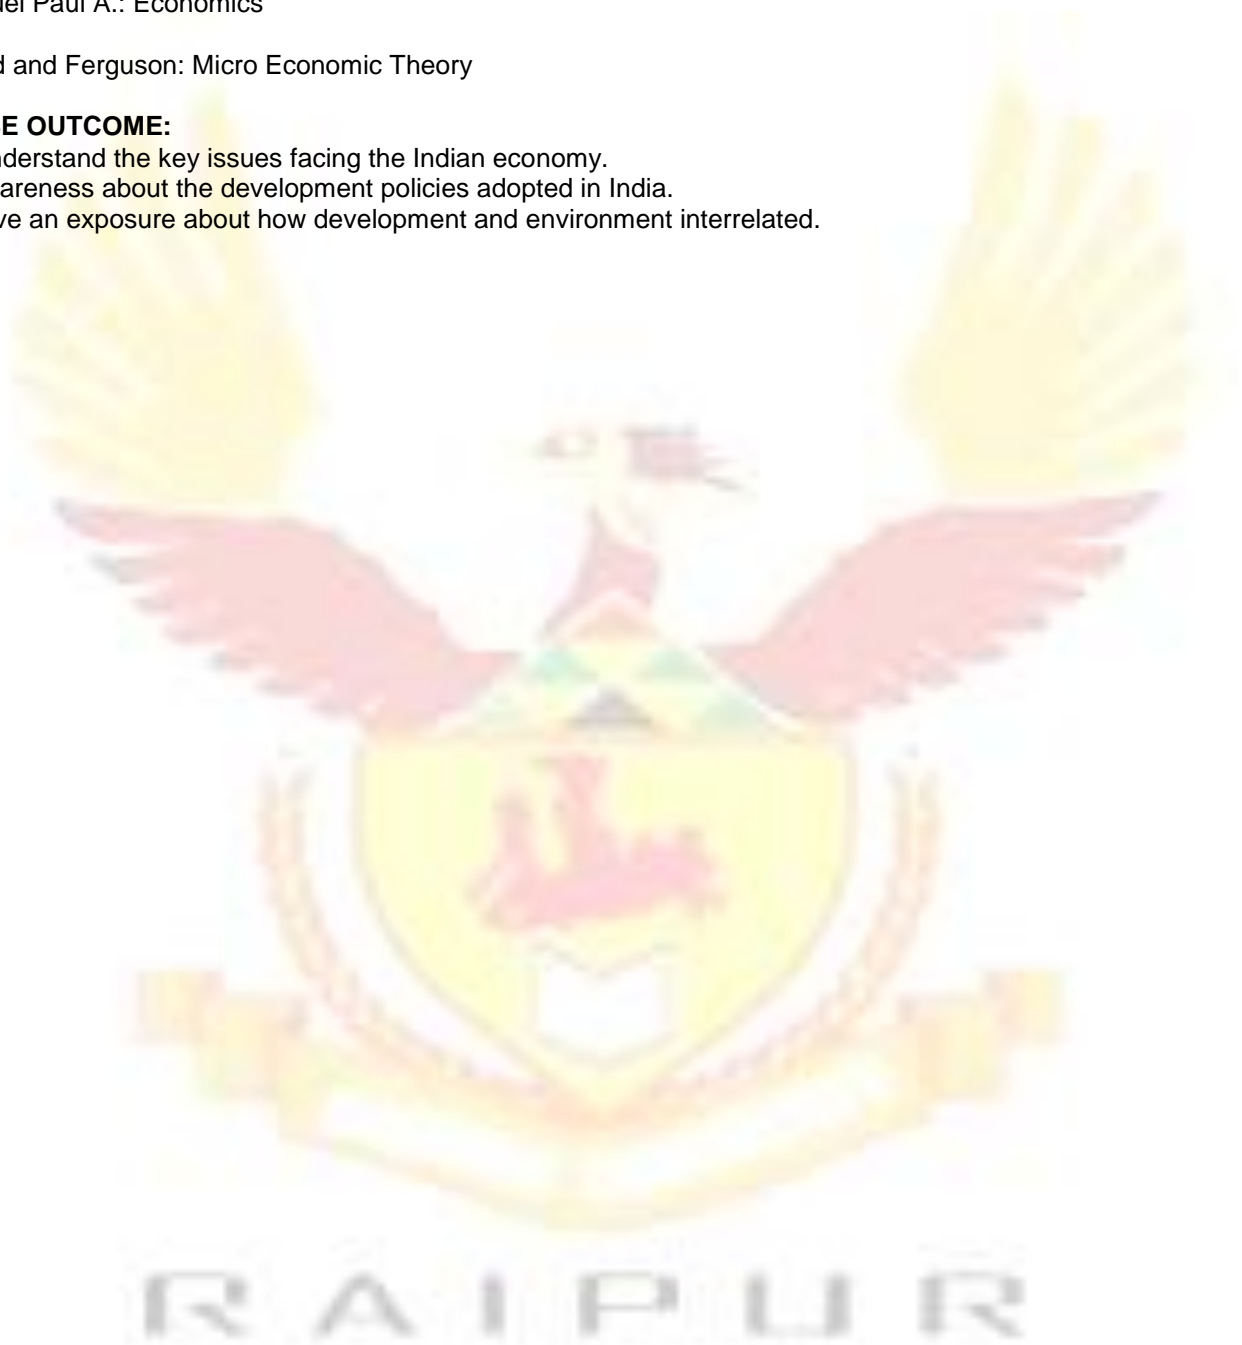 uel Paul A.: Economics
d and Ferguson: Micro Economic Theory
E OUTCOME:
nderstand the key issues facing the Indian economy.
areness about the development policies adopted in India.
ve an exposure about how development and environment interrelated.
RAIPUR